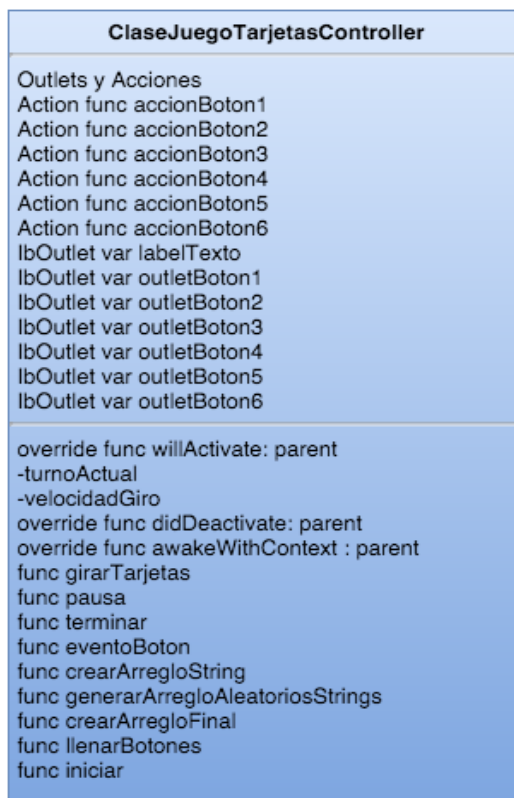 ClaseJuegoTarjetasController
Outlets y Acciones
Action func accionBoton1
Action func accionBoton2
Action func accionBoton3
Action func accionBoton4
Action func accionBoton5
Action func accionBoton6
IbOutlet var labelTexto
IbOutlet var outletBoton1
IbOutlet var outletBoton2
IbOutlet var outletBoton3
IbOutlet var outletBoton4
IbOutlet var outletBoton5
IbOutlet var outletBoton6
override func willActivate: parent
-turnoActual
-velocidadGiro
override func didDeactivate: parent
override func awakeWithContext : parent
func girarTarjetas
func pausa
func terminar
func eventoBoton
func crearArregloString
func generarArregloAleatoriosStrings
func crearArregloFinal
func llenarBotones
func iniciar